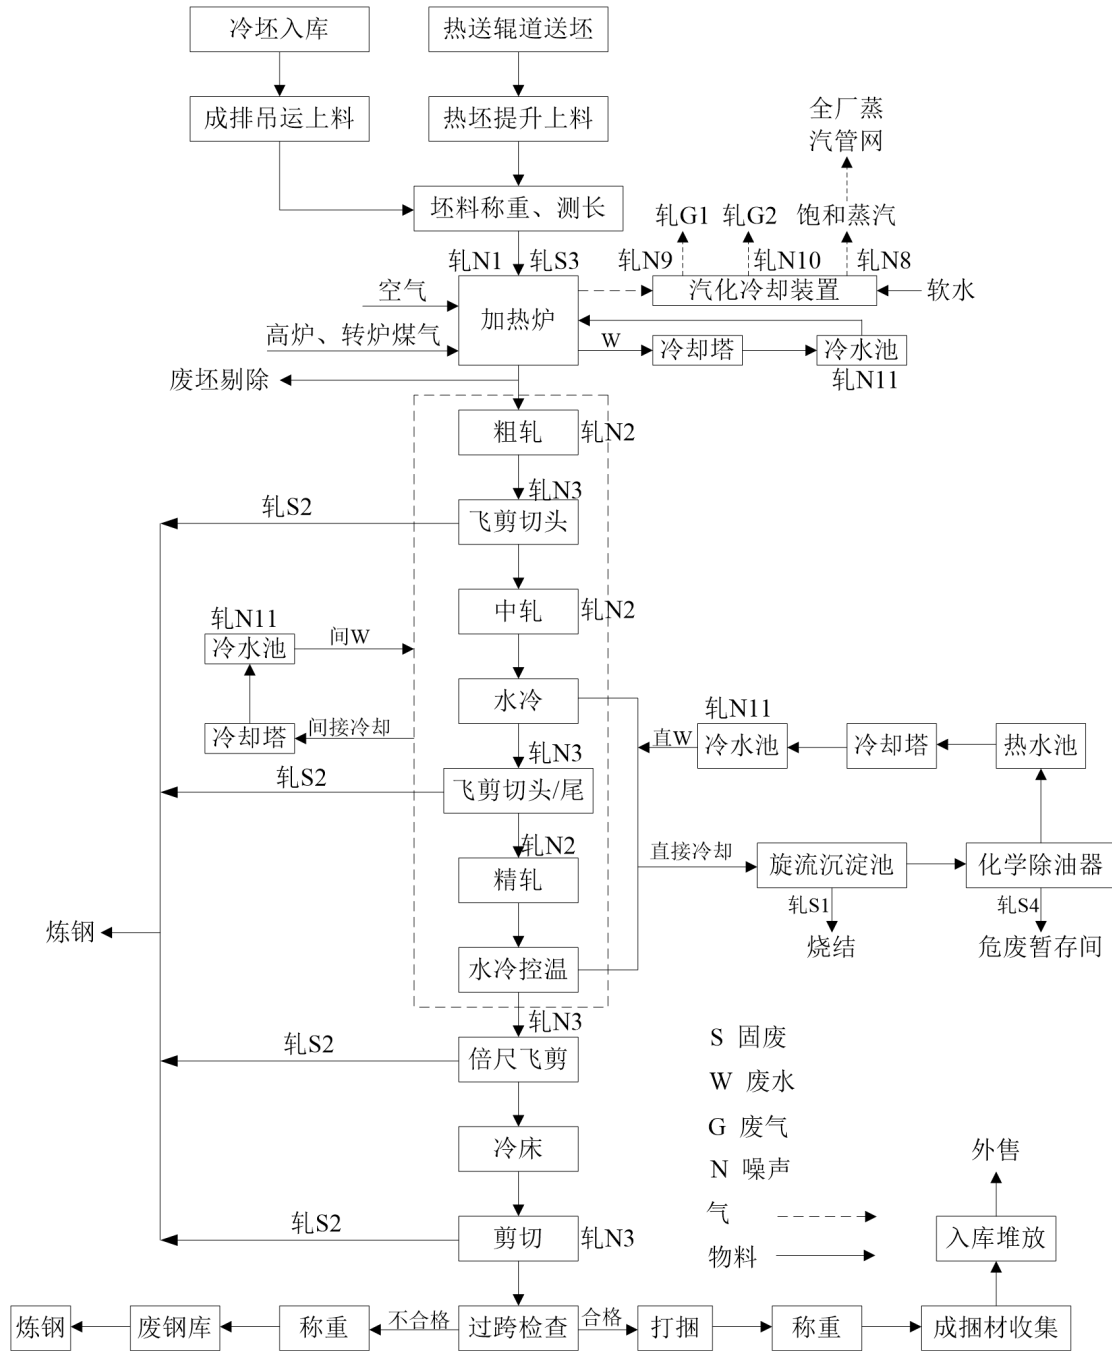 冷坯入库
热送辊道送坯
成排吊运上料
热坯提升上料
全厂蒸
汽管网
坯料称重、测长
轧G1
轧G2
饱和蒸汽
轧N1
轧S3
轧N9
轧N10
轧N8
空气
加热炉
汽化冷却装置
软水
高炉、转炉煤气
W
冷却塔
冷水池
轧N11
废坯剔除
粗轧
轧N2
轧N3
轧S2
飞剪切头
中轧
轧N2
轧N11
冷水池
间W
水冷
轧N11
冷却塔
间接冷却
直W
冷水池
冷却塔
热水池
轧N3
轧S2
飞剪切头/尾
轧N2
直接冷却
旋流沉淀池
化学除油器
精轧
轧S1
轧S4
炼钢
烧结
危废暂存间
水冷控温
轧N3
S 固废
轧S2
倍尺飞剪
W 废水
G 废气
冷床
外售
N 噪声
气
轧S2
剪切
轧N3
入库堆放
物料
炼钢
废钢库
称重
不合格
过跨检查
合格
打捆
称重
成捆材收集